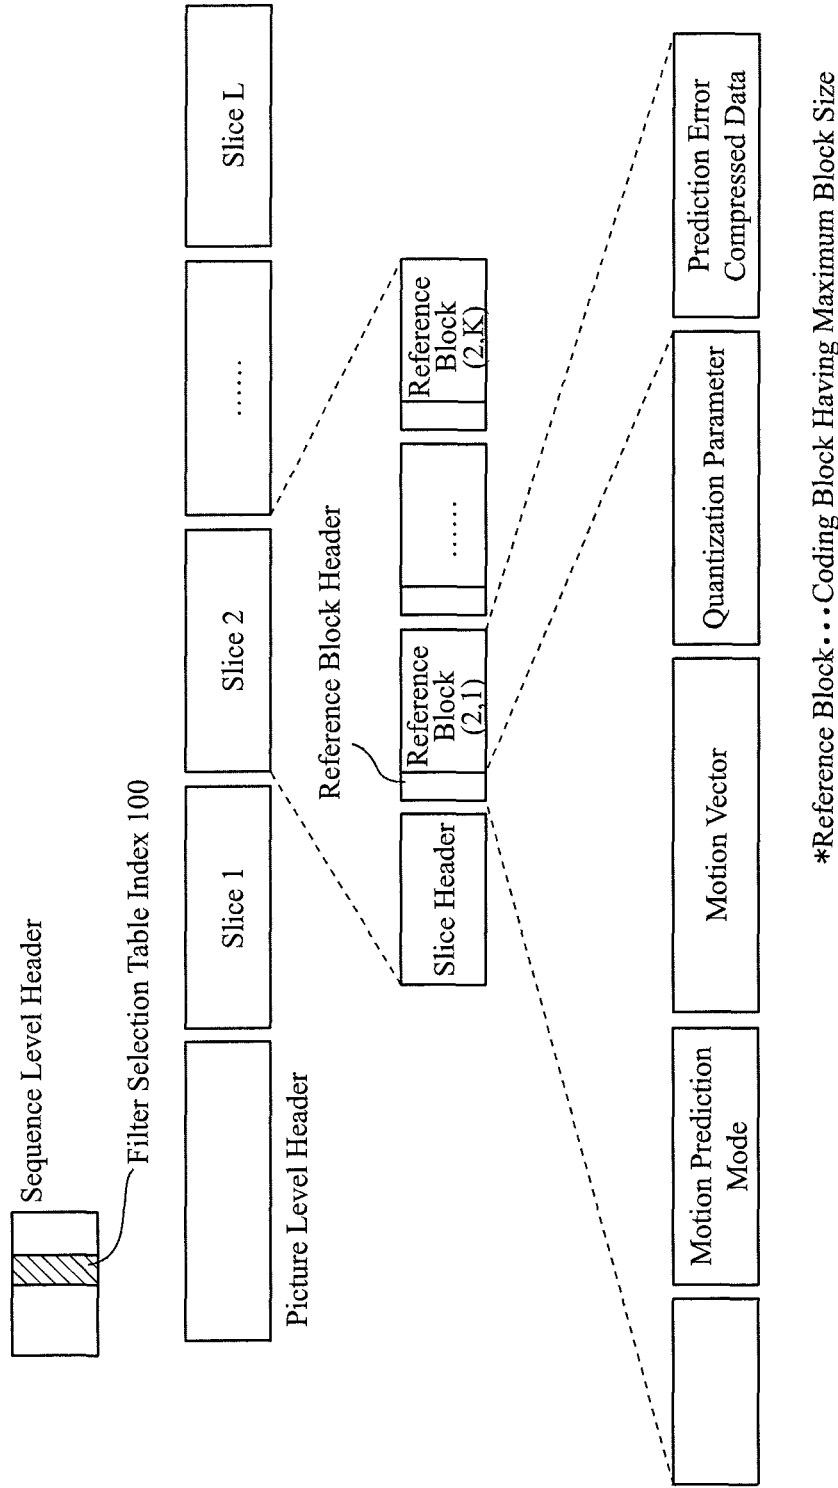 Sequence Level Header
Filter Selection Table Index 100
Slice 1
Slice 2
......
Slice L
Picture Level Header
Reference Block Header
Slice Header
Reference
Block
(2,1)
......
Reference
Block
(2,K)
Motion Prediction
Mode
Motion Vector
Quantization Parameter
Prediction Error
Compressed Data
*Reference Block...Coding Block Having Maximum Block Size